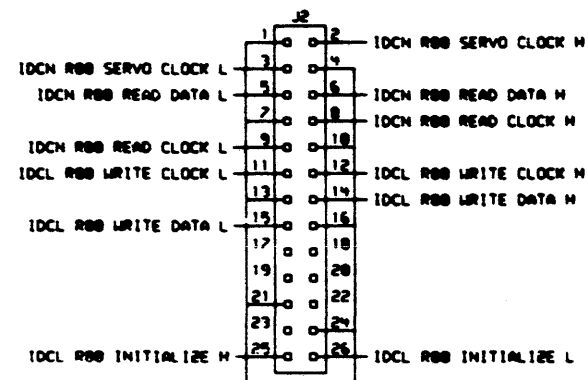 J2
1 2 IDCN R80 SERVO CLOCK H
IDCN R80 SERVO CLOCK L 3 4
IDCN R80 READ DATA L 5 6 IDCN R80 READ DATA H
7 8 IDCN R80 READ CLOCK H
IDCN R80 READ CLOCK L 9 10
IDCL R80 WRITE CLOCK L 11 12 IDCL R80 WRITE CLOCK H
13 14 IDCL R80 WRITE DATA H
IDCL R80 WRITE DATA L 15 16
17 18
19 20
21 22
23 24
IDCL R80 INITIALIZE H 25 26 IDCL R80 INITIALIZE L